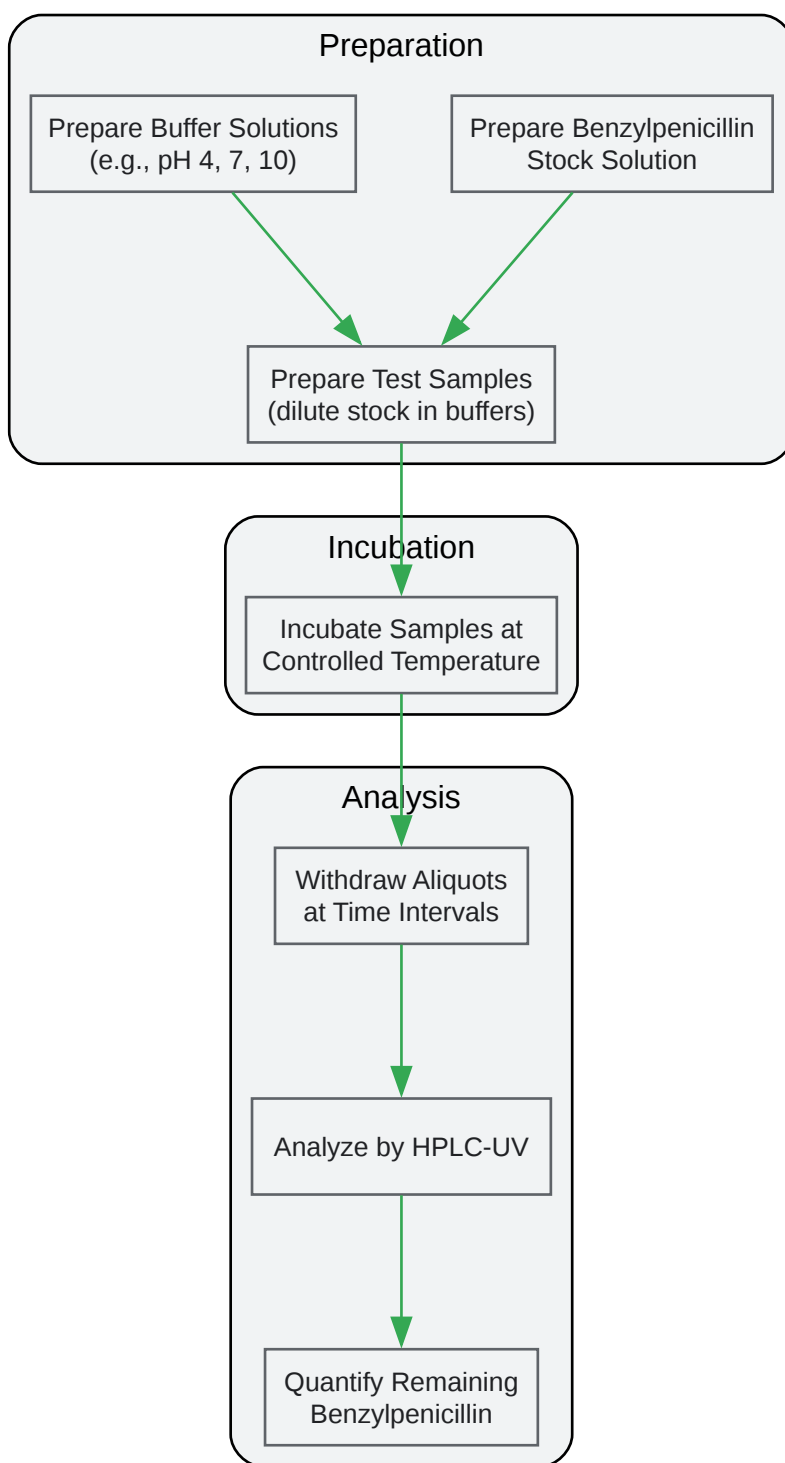 Preparation
Prepare Buffer Solutions
(e.g., pH 4, 7, 10)
Prepare Benzylpenicillin
Stock Solution
Prepare Test Samples
(dilute stock in buffers)
Incubation
Incubate Samples at
Controlled Temperature
Analysis
Withdraw Aliquots
at Time Intervals
Analyze by HPLC-UV
Quantify Remaining
Benzylpenicillin